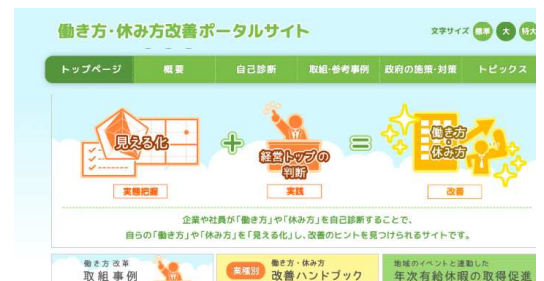 働き方・休み方改善ポータルサイト
文字サイズ 標準 大 特大
トップページ 概要 自己診断 取組・参考事例 政府の施策・対策 トピックス
見える化
実態把握
+
経営トップの
判断
実践
=
働き方
&
休み方
改善
企業や社員が「働き方」や「休み方」を自己診断することで、
自らの「働き方」や「休み方」を「見える化」し、改善のヒントを見つけられるサイトです。
働き方改革
取組事例
業種別
働き方・休み方
改善ハンドブック
地域のイベントと連動した
年次有給休暇の取得促進